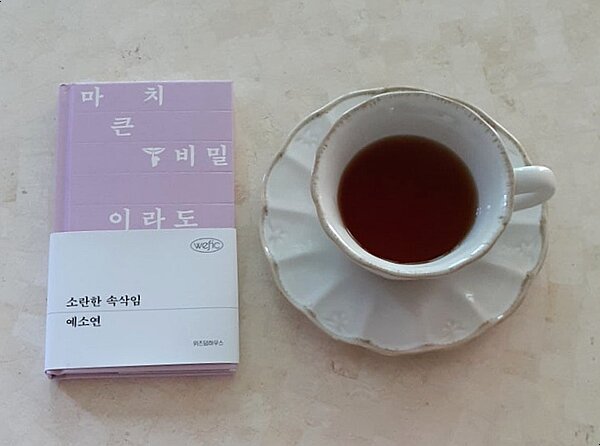 마 치
큰
비밀
이라도
wefic
소란한 속삭임
예소연
위즈덤하우스